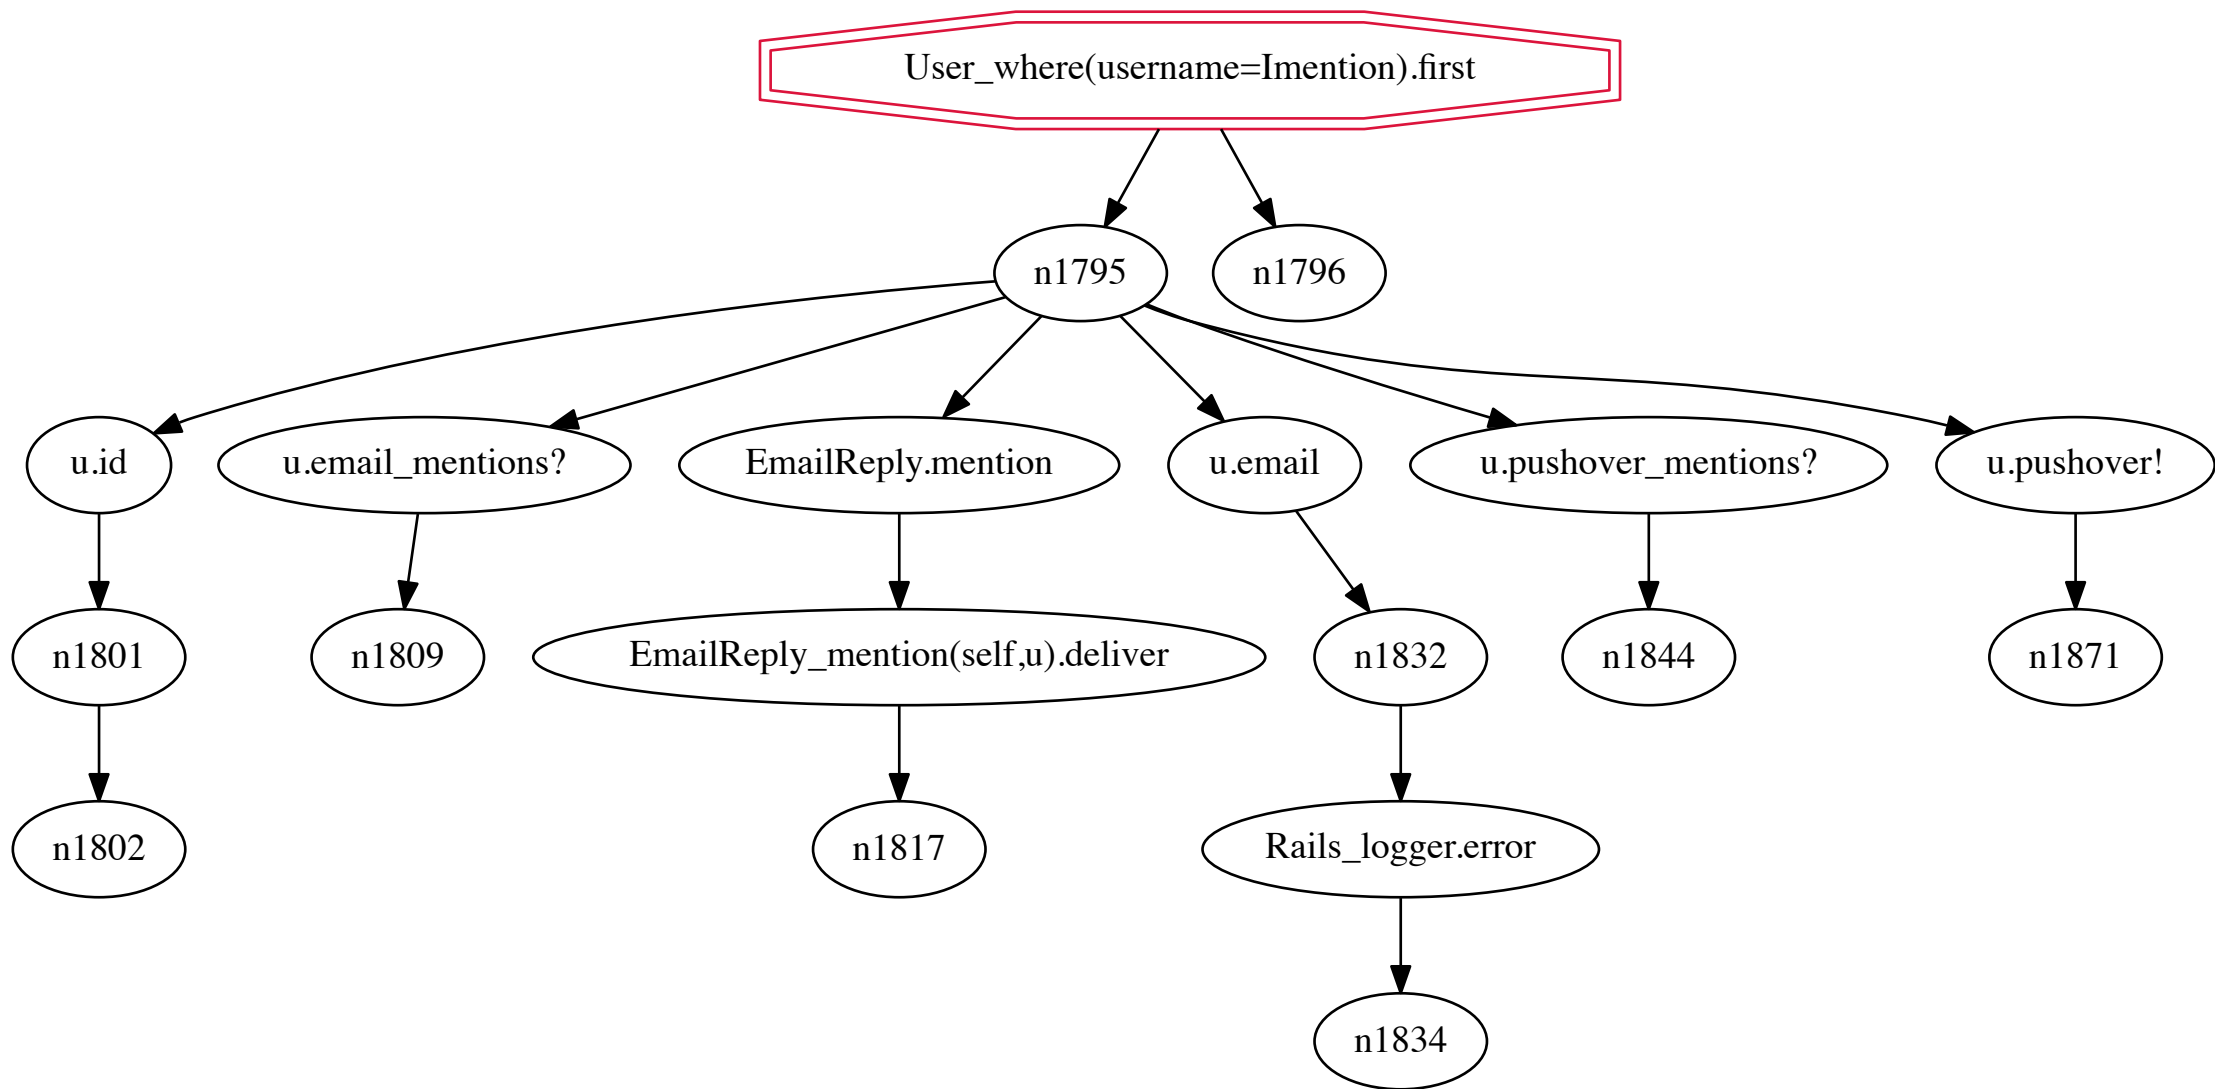 User_where(username=Imention).first
n1795
n1796
u.id
u.email_mentions?
EmailReply.mention
u.email
u.pushover_mentions?
u.pushover!
n1801
n1809
EmailReply_mention(self,u).deliver
n1832
n1844
n1871
n1802
n1817
Rails_logger.error
n1834